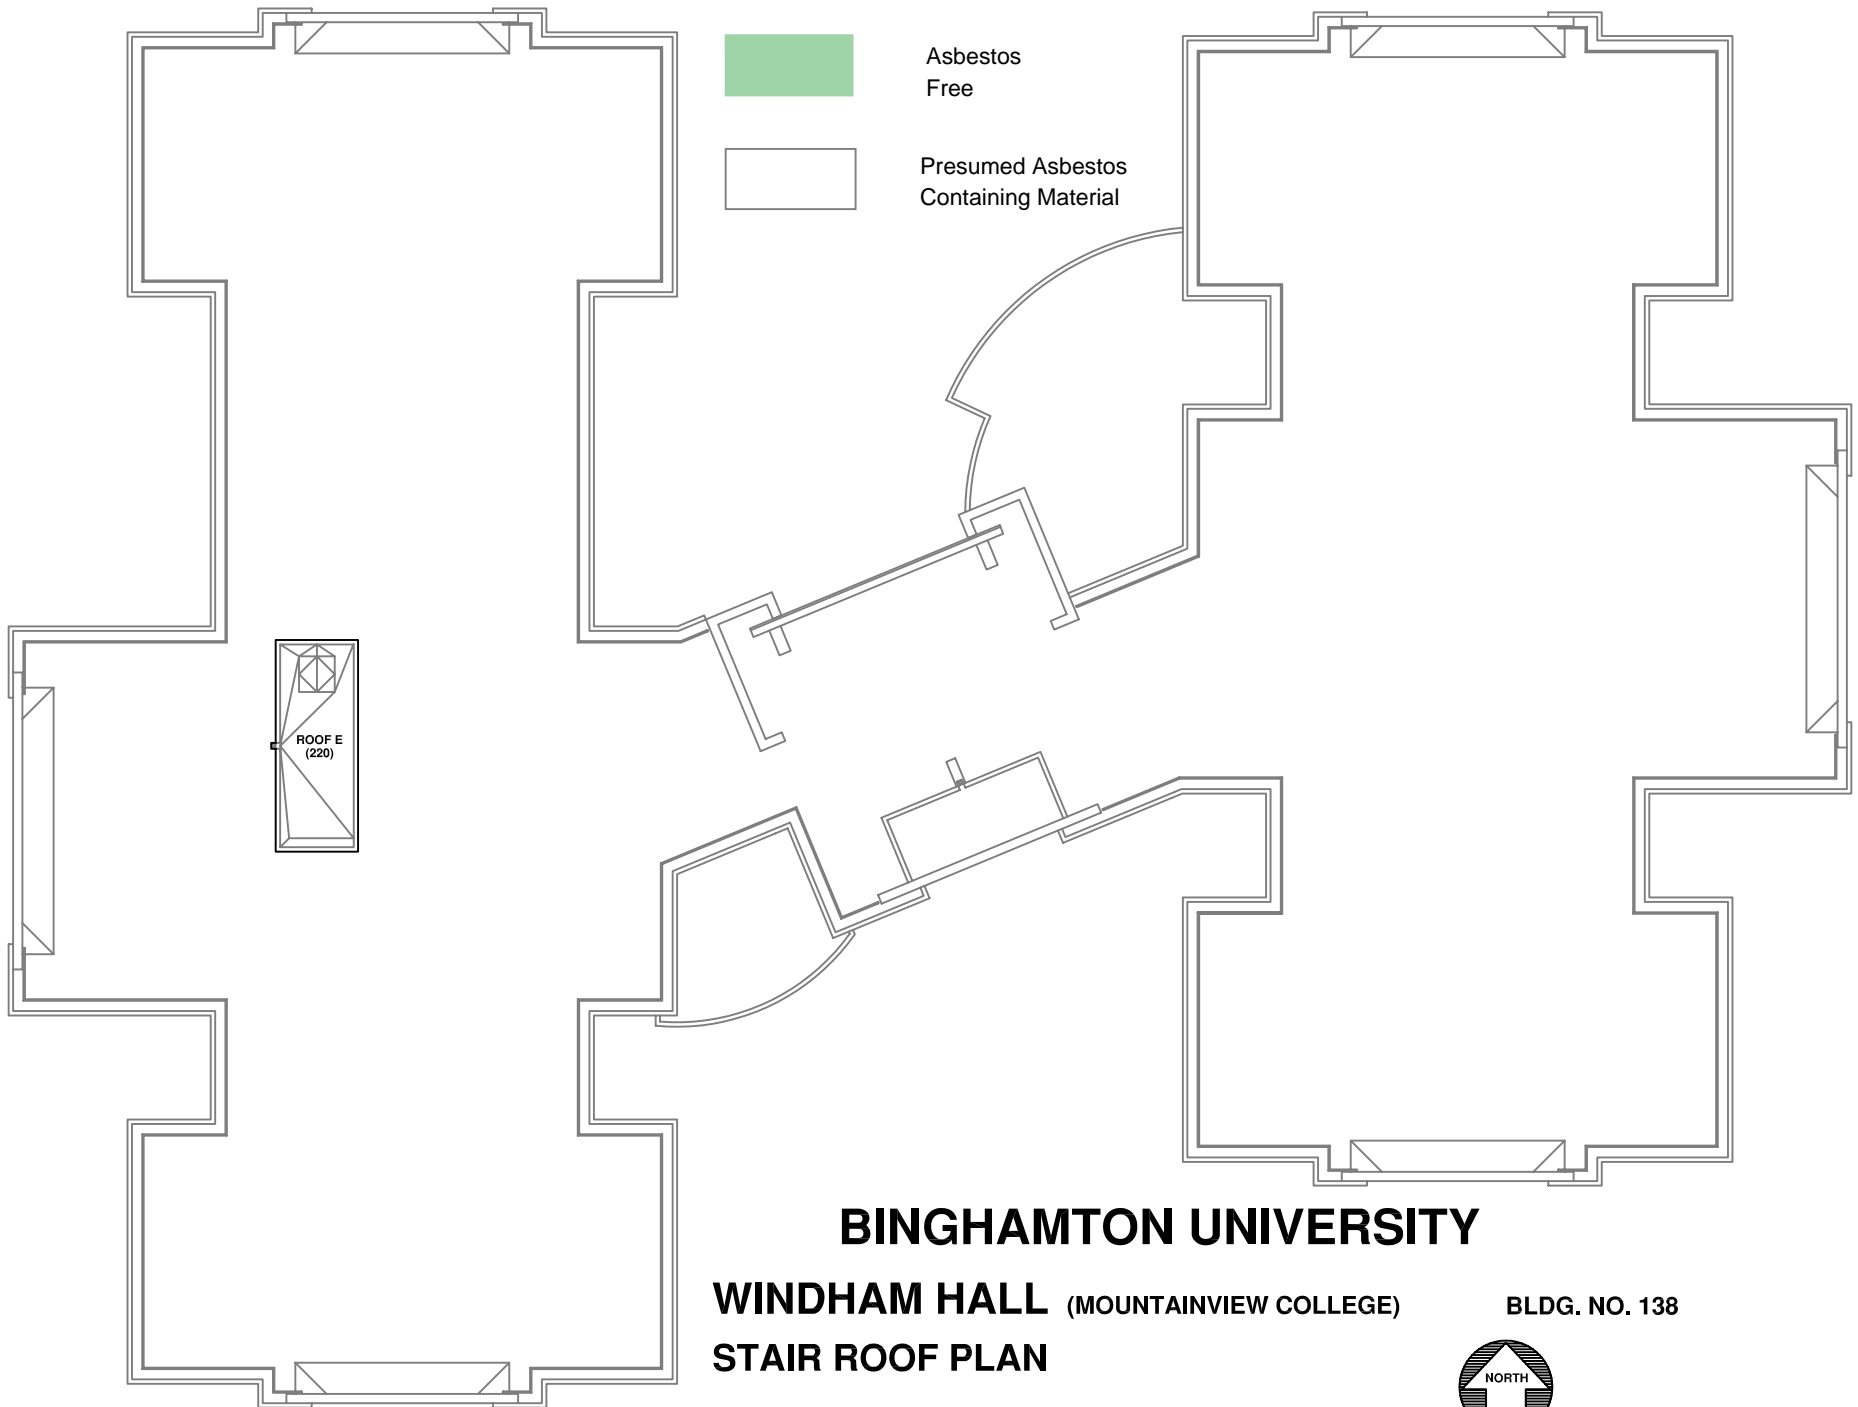 Asbestos
Free
Presumed Asbestos
Containing Material
ROOF E
(220)
BINGHAMTON UNIVERSITY
WINDHAM HALL (MOUNTAINVIEW COLLEGE) BLDG. NO. 138
STAIR ROOF PLAN
NORTH